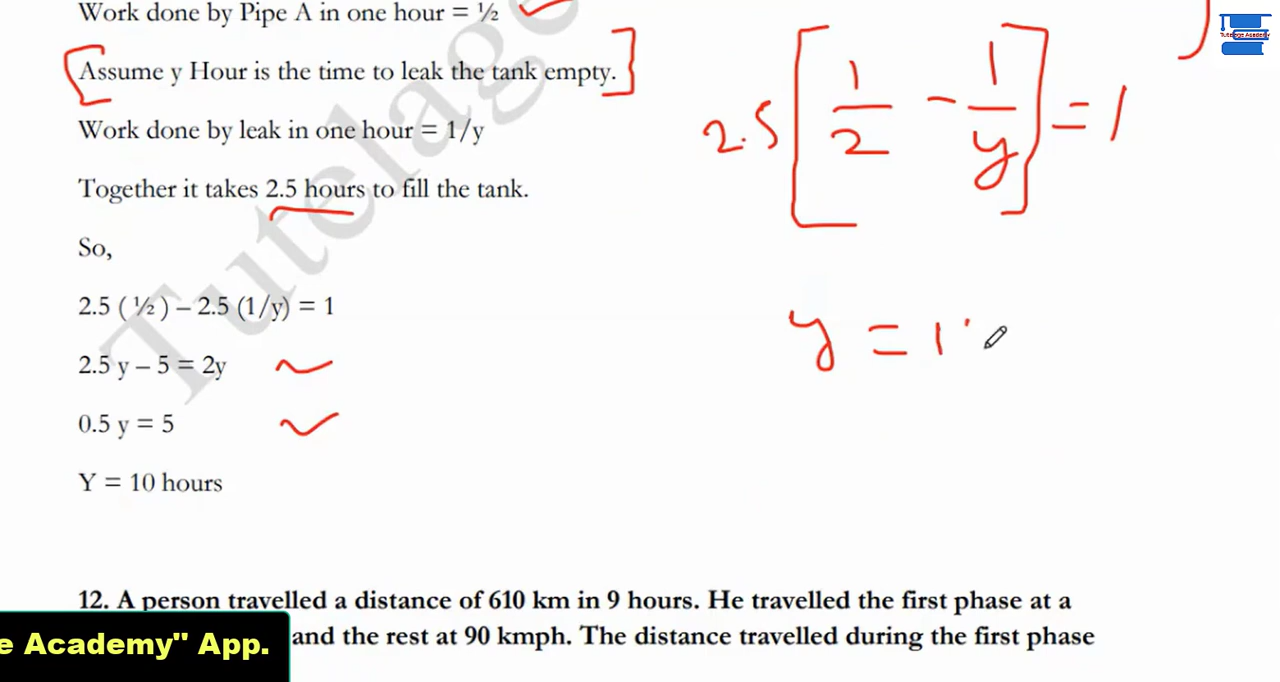 Work done by Pipe A in one hour = ½
[Assume y Hour is the time to leak the tank empty.]
Work done by leak in one hour = 1/y
Together it takes 2.5 hours to fill the tank.
So,
2.5 ( ½ ) – 2.5 (1/y) = 1
2.5 y – 5 = 2y
0.5 y = 5
Y = 10 hours
2.5 [1/2 - 1/y] = 1
y = 1
Tutelage
Tutelage Academy
12. A person travelled a distance of 610 km in 9 hours. He travelled the first phase at a
and the rest at 90 kmph. The distance travelled during the first phase
e Academy" App.